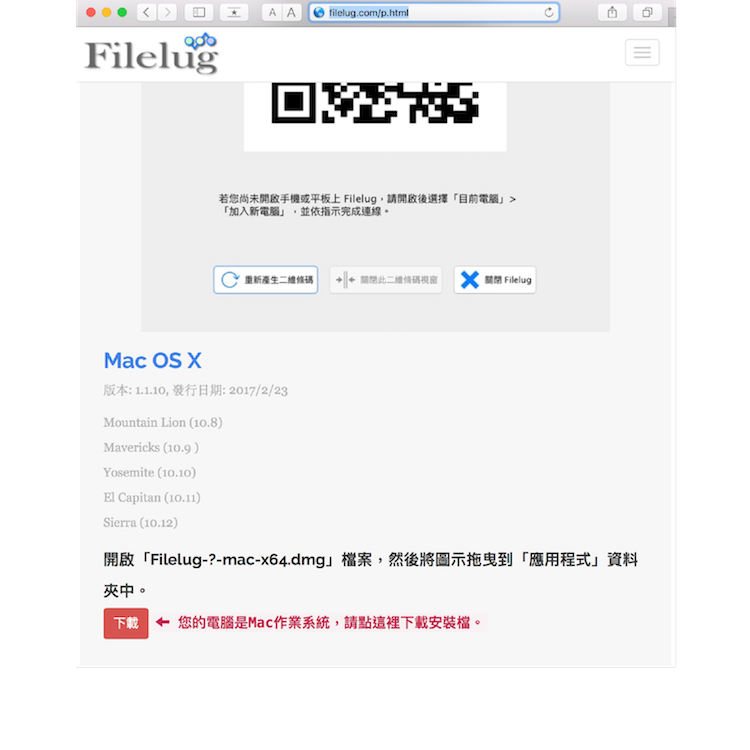 A A filelug.com/p.html
Filelug
若您尚未開啟手機或平板上 Filelug,請開啟後選擇「目前電腦」>
「加入新電腦」,並依指示完成連線。
重新產生二維條碼 關閉此二維條碼視窗 關閉 Filelug
Mac OS X
版本: 1.1.10, 發行日期: 2017/2/23
Mountain Lion (10.8)
Mavericks (10.9 )
Yosemite (10.10)
El Capitan (10.11)
Sierra (10.12)
開啟「Filelug-?-mac-x64.dmg」檔案,然後將圖示拖曳到「應用程式」資料
夾中。
下載 ← 您的電腦是Mac作業系統,請點這裡下載安裝檔。